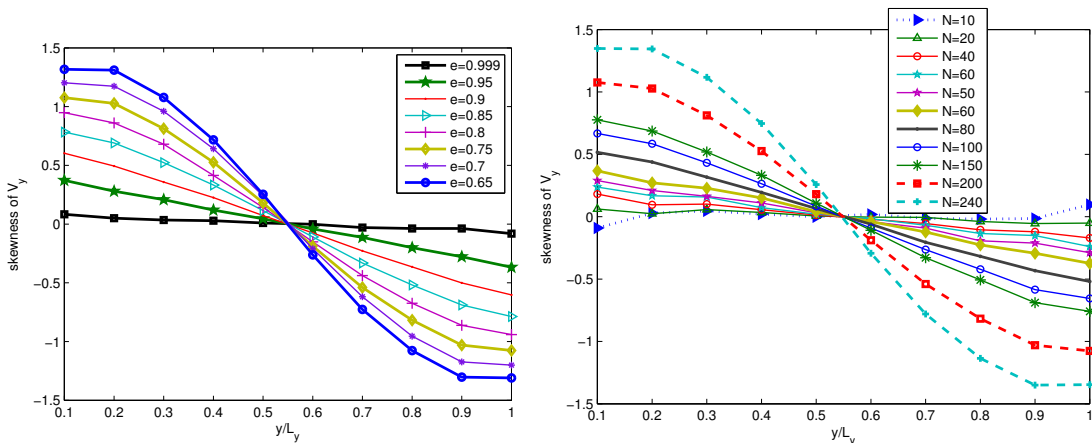 1.5
1
0.5
0
−0.5
−1
−1.5
skewness of V_y
0.1 0.2 0.3 0.4 0.5 0.6 0.7 0.8 0.9 1
y/L_y
e=0.999
e=0.95
e=0.9
e=0.85
e=0.8
e=0.75
e=0.7
e=0.65
1.5
1
0.5
0
−0.5
−1
−1.5
skewness of V_y
0.1 0.2 0.3 0.4 0.5 0.6 0.7 0.8 0.9 1
y/L_y
N=10
N=20
N=40
N=60
N=50
N=60
N=80
N=100
N=150
N=200
N=240